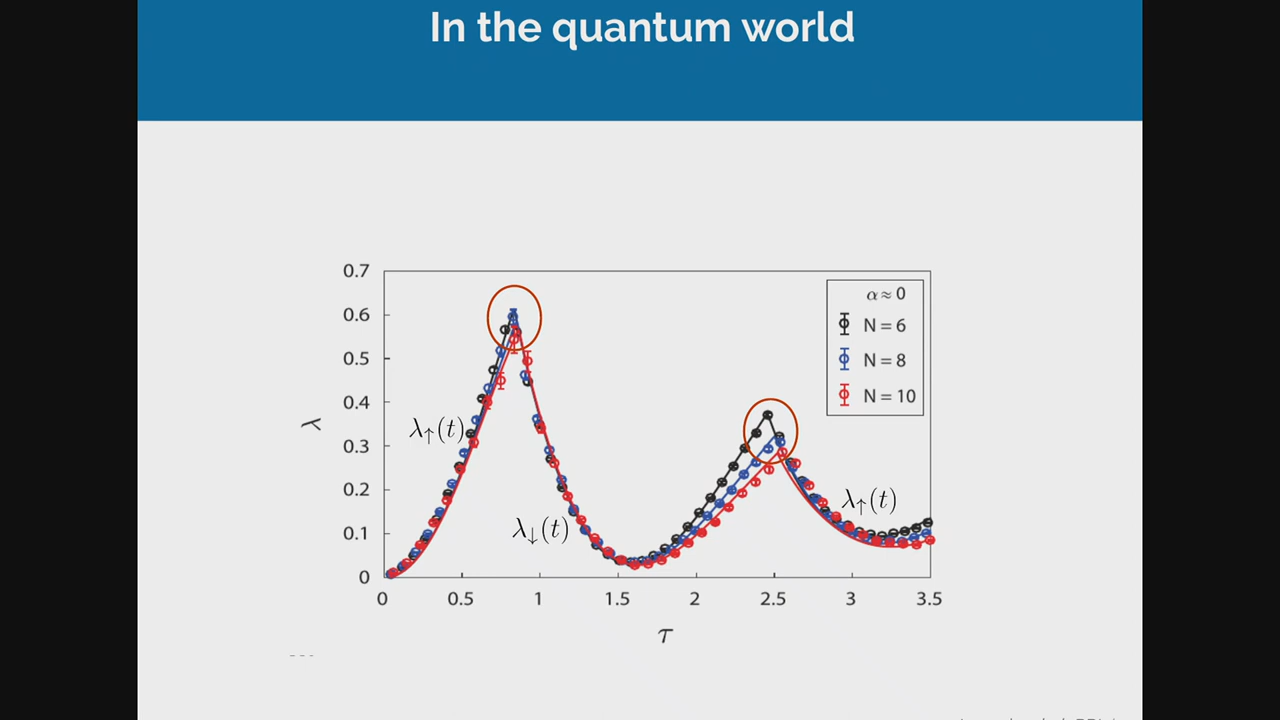 In the quantum world
0.7
0.6
0.5
0.4
0.3
0.2
0.1
0
λ
λ↑(t)
λ↓(t)
λ↑(t)
α≈0
N = 6
N = 8
N = 10
0 0.5 1 1.5 2 2.5 3 3.5
τ